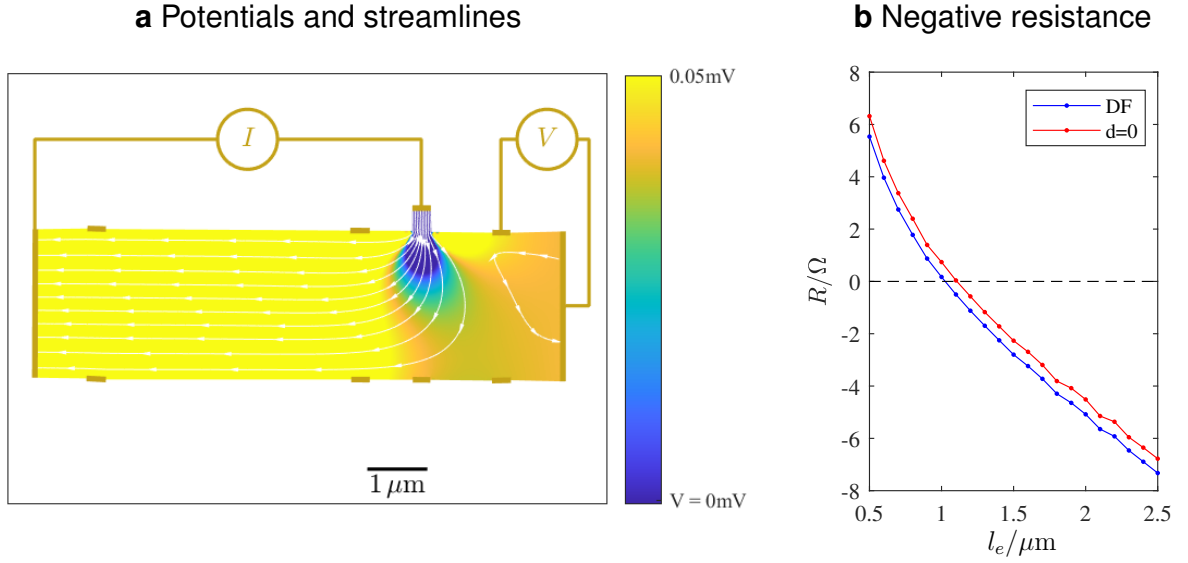 a Potentials and streamlines
I
V
1 μm
0.05mV
V = 0mV
b Negative resistance
DF
d=0
R/Ω
8
6
4
2
0
-2
-4
-6
-8
0.5 1 1.5 2 2.5
l_e/μm